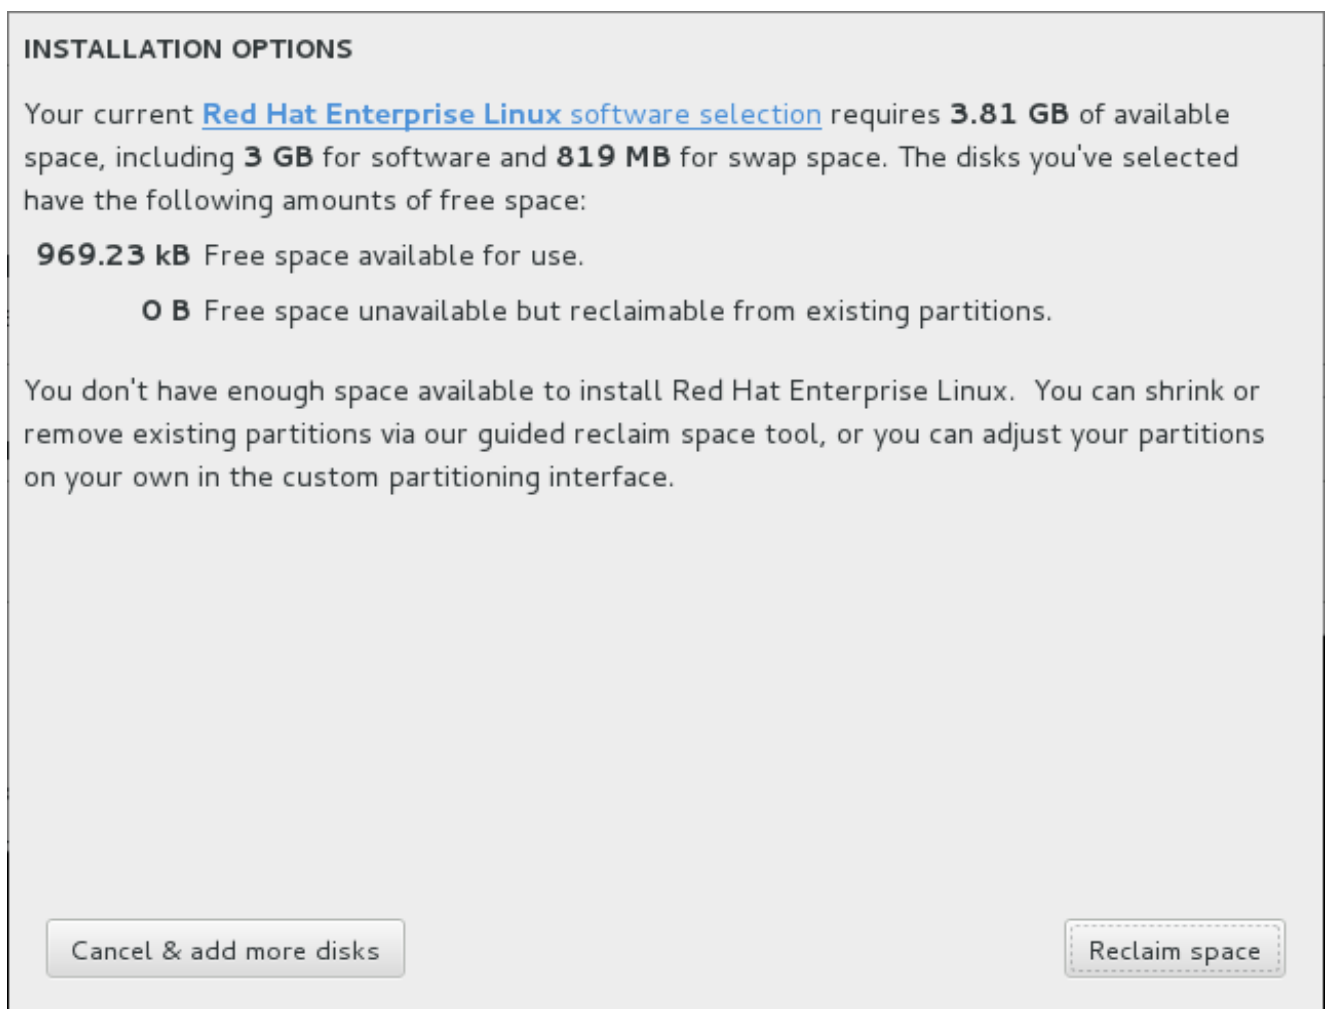 INSTALLATION OPTIONS
Your current Red Hat Enterprise Linux software selection requires 3.81 GB of available
space, including 3 GB for software and 819 MB for swap space. The disks you've selected
have the following amounts of free space:
969.23 kB Free space available for use.
0 B Free space unavailable but reclaimable from existing partitions.
You don't have enough space available to install Red Hat Enterprise Linux.  You can shrink or
remove existing partitions via our guided reclaim space tool, or you can adjust your partitions
on your own in the custom partitioning interface.
Cancel & add more disks
Reclaim space